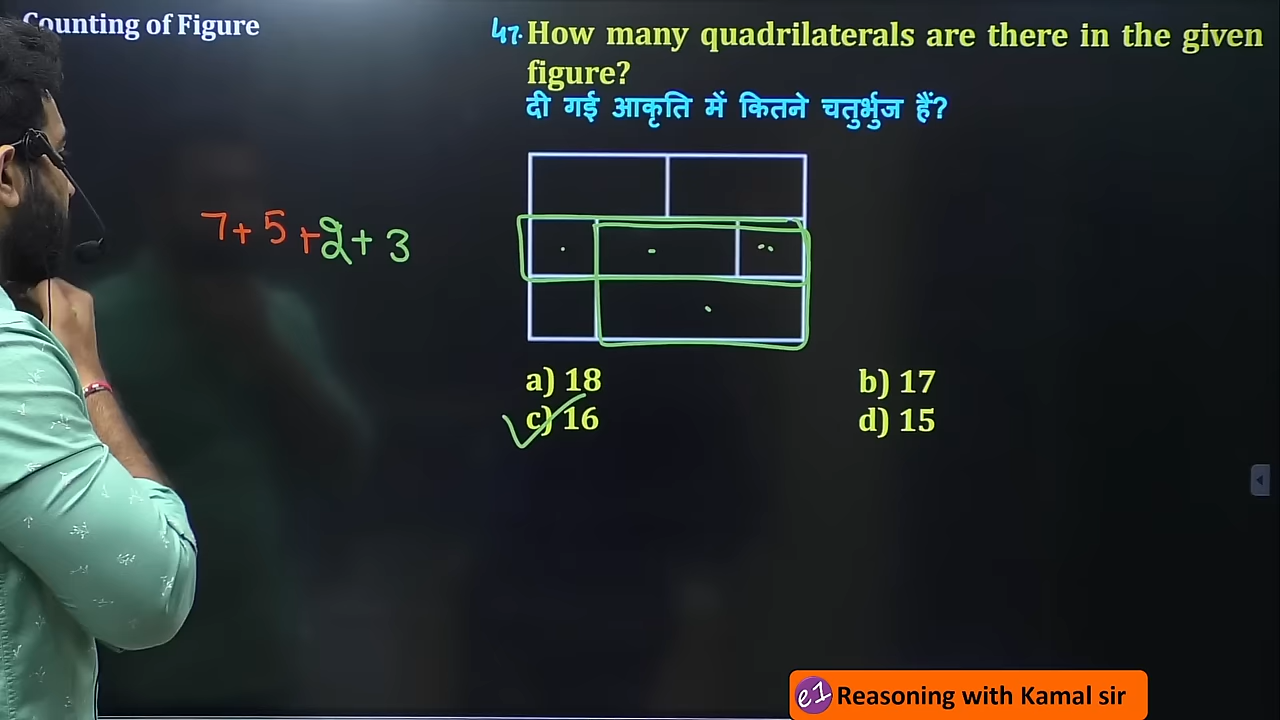 Counting of Figure
47. How many quadrilaterals are there in the given
figure?
दी गई आकृति में कितने चतुर्भुज हैं?
7+5+2+3
a) 18
b) 17
c) 16
d) 15
e1 Reasoning with Kamal sir